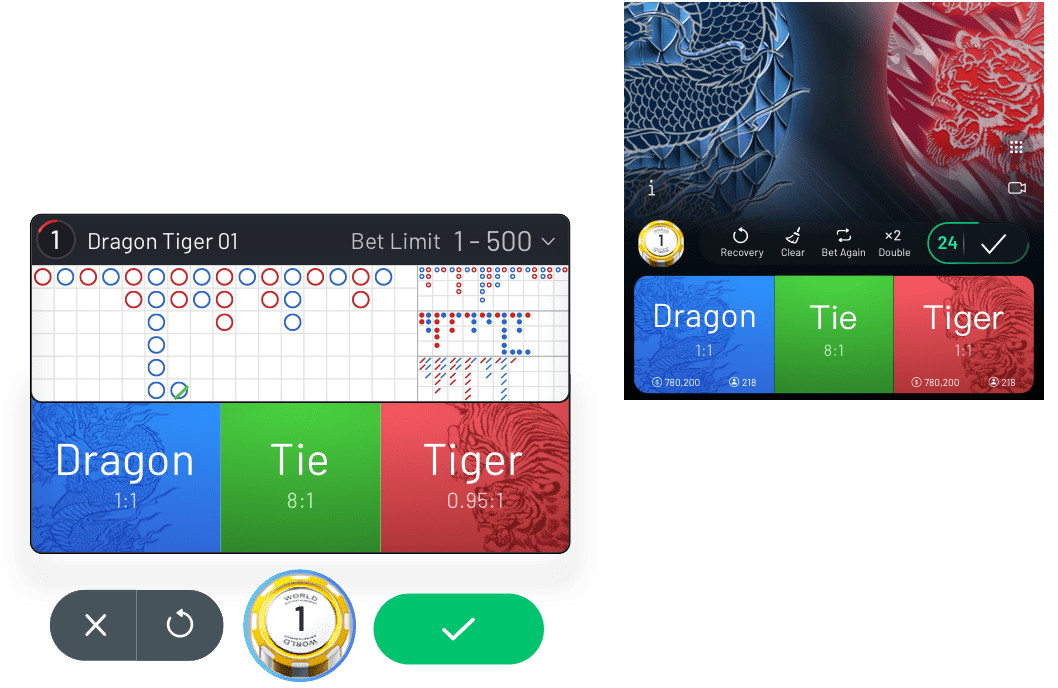 1 Dragon Tiger 01 Bet Limit 1 - 500
Dragon Tie Tiger
1:1 8:1 0.95:1
WORLD
1
WORLD
i
1
Recovery Clear Bet Again ×2 Double
24
Dragon Tie Tiger
1:1 8:1 1:1
780,200 218 780,200 218